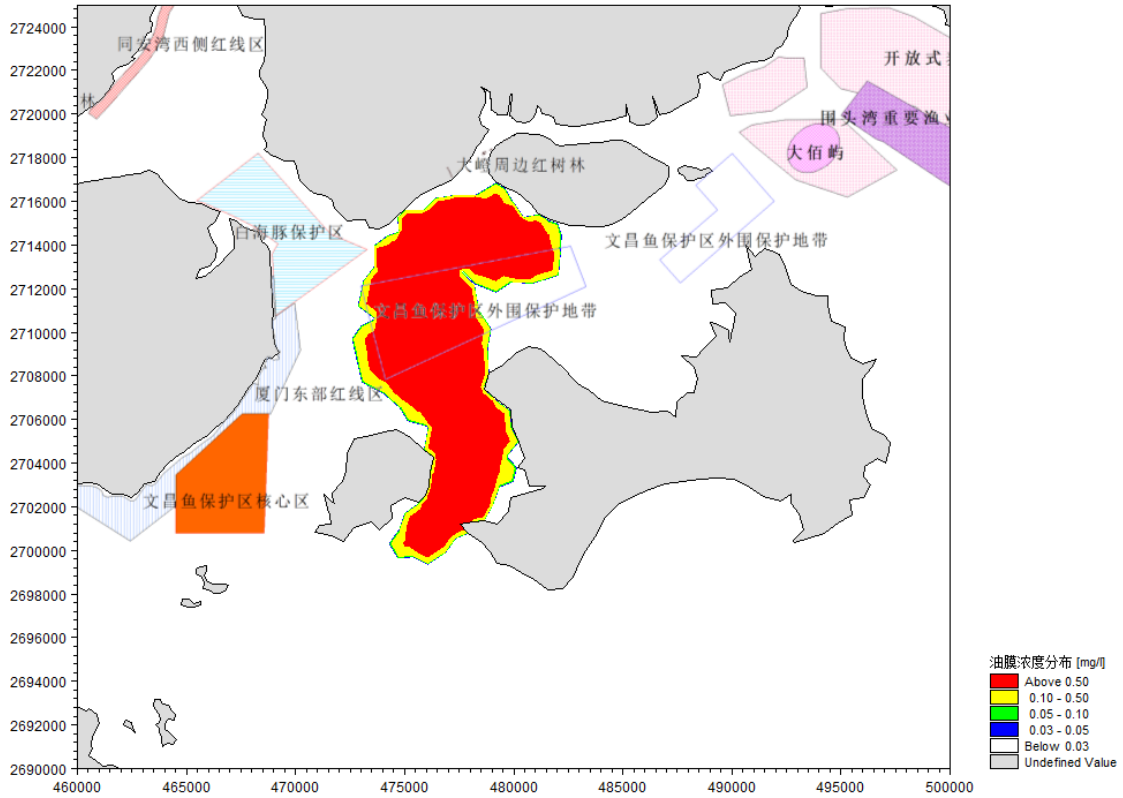 2724000
2722000
2720000
2718000
2716000
2714000
2712000
2710000
2708000
2706000
2704000
2702000
2700000
2698000
2696000
2694000
2692000
2690000
460000
465000
470000
475000
480000
485000
490000
495000
500000
同安湾西侧红线区
林
开放式
围头湾重要渔
大佰屿
大嶝周边红树林
白海豚保护区
文昌鱼保护区外围保护地带
文昌鱼保护区外围保护地带
厦门东部红线区
文昌鱼保护区核心区
油膜浓度分布 [mg/l]
Above 0.50
0.10 - 0.50
0.05 - 0.10
0.03 - 0.05
Below 0.03
Undefined Value